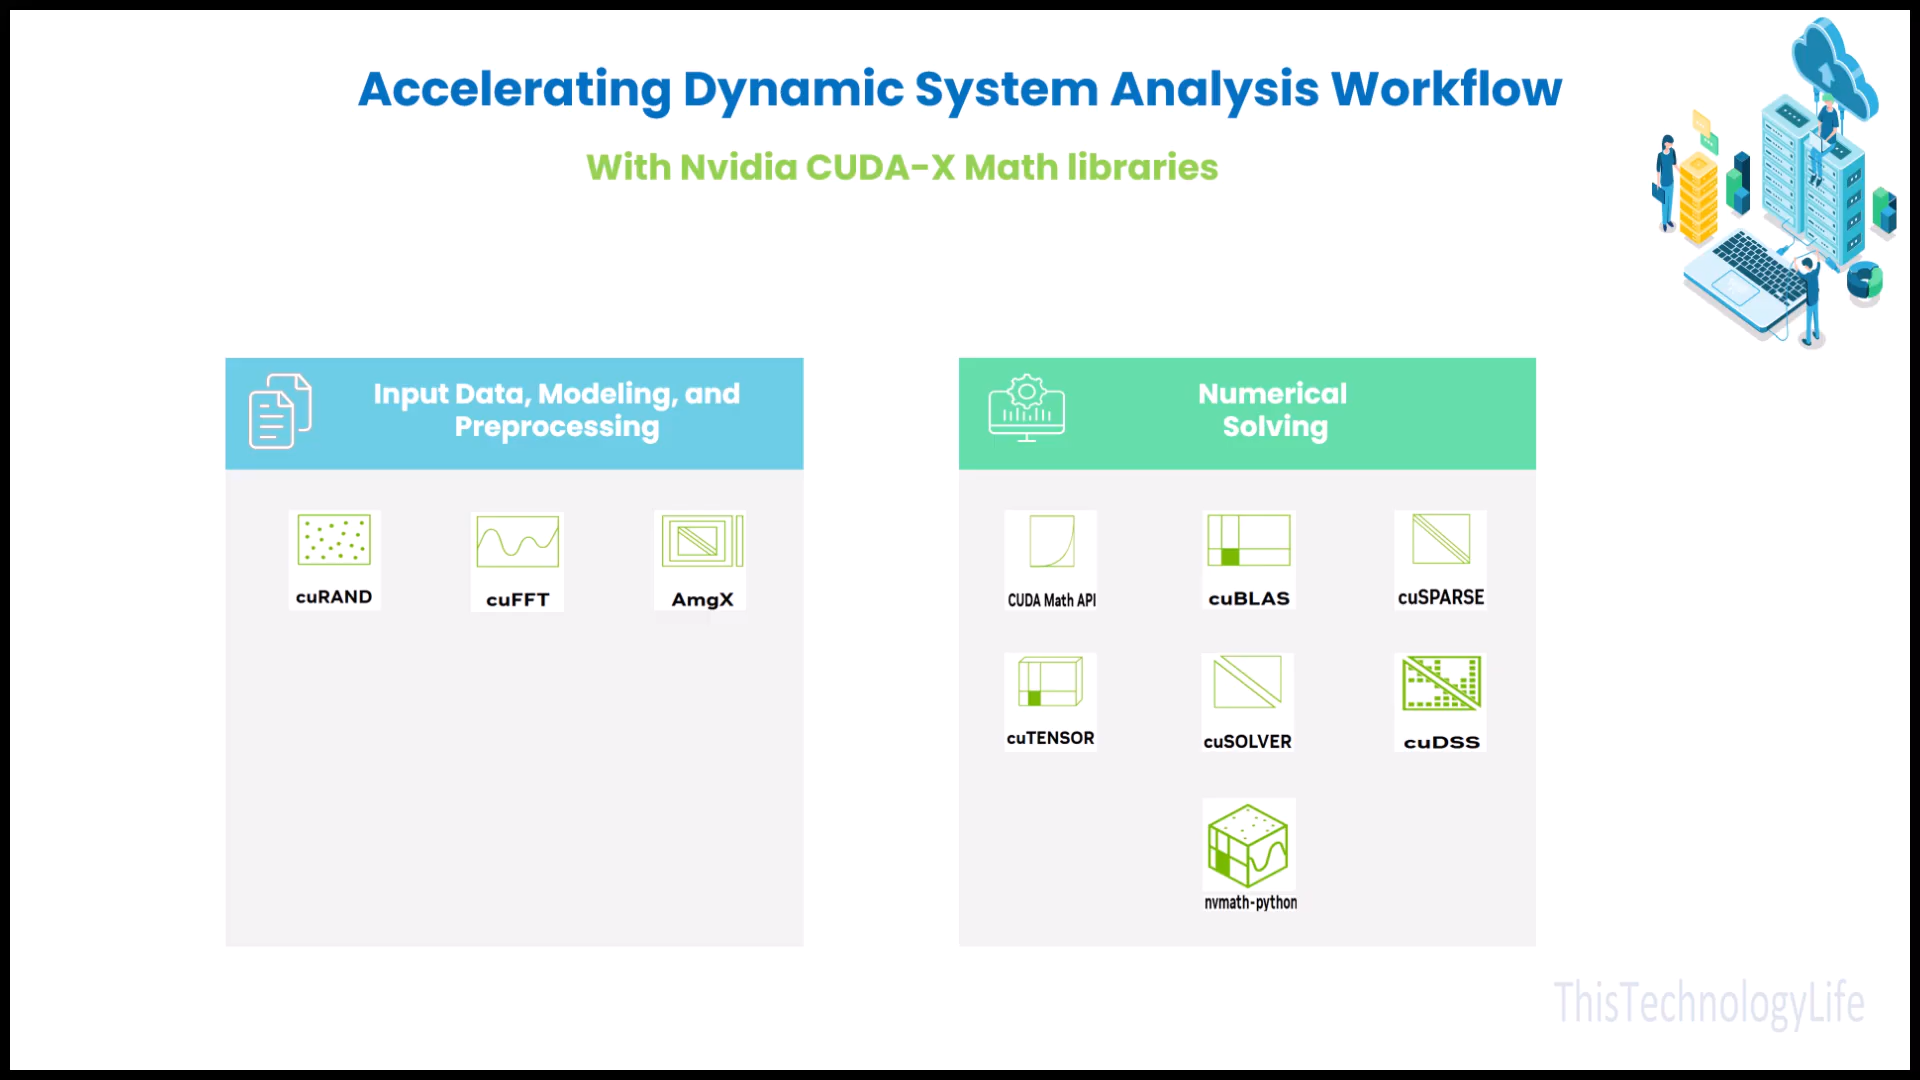 Accelerating Dynamic System Analysis Workflow
With Nvidia CUDA-X Math libraries
Input Data, Modeling, and
Preprocessing
cuRAND
cuFFT
AmgX
Numerical
Solving
CUDA Math API
cuBLAS
cuSPARSE
cuTENSOR
cuSOLVER
cuDSS
nvmath-python
ThisTechnologyLife